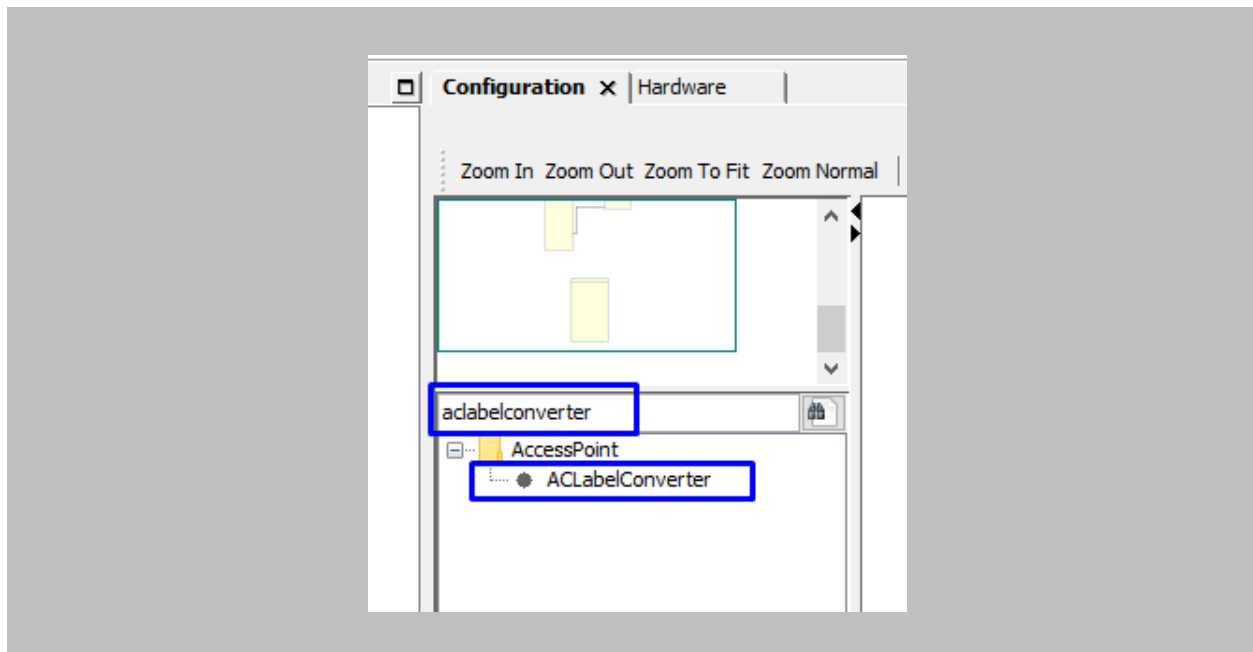 Configuration Hardware
Zoom In Zoom Out Zoom To Fit Zoom Normal
aclabelconverter
AccessPoint
ACLabelConverter